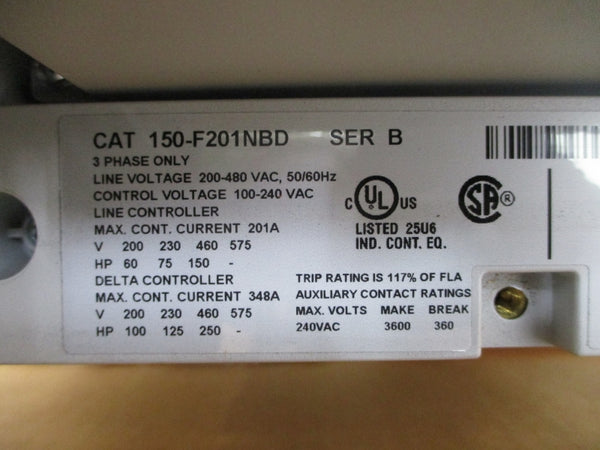 CAT 150-F201NBD SER B
3 PHASE ONLY
LINE VOLTAGE 200-480 VAC, 50/60Hz
CONTROL VOLTAGE 100-240 VAC
LINE CONTROLLER
MAX. CONT. CURRENT 201A
V 200 230 460 575
HP 60 75 150 -
DELTA CONTROLLER
MAX. CONT. CURRENT 348A
V 200 230 460 575
HP 100 125 250 -
C UL US
LISTED 25U6
IND. CONT. EQ.
SA ®
TRIP RATING IS 117% OF FLA
AUXILIARY CONTACT RATINGS
MAX. VOLTS MAKE BREAK
240VAC 3600 360